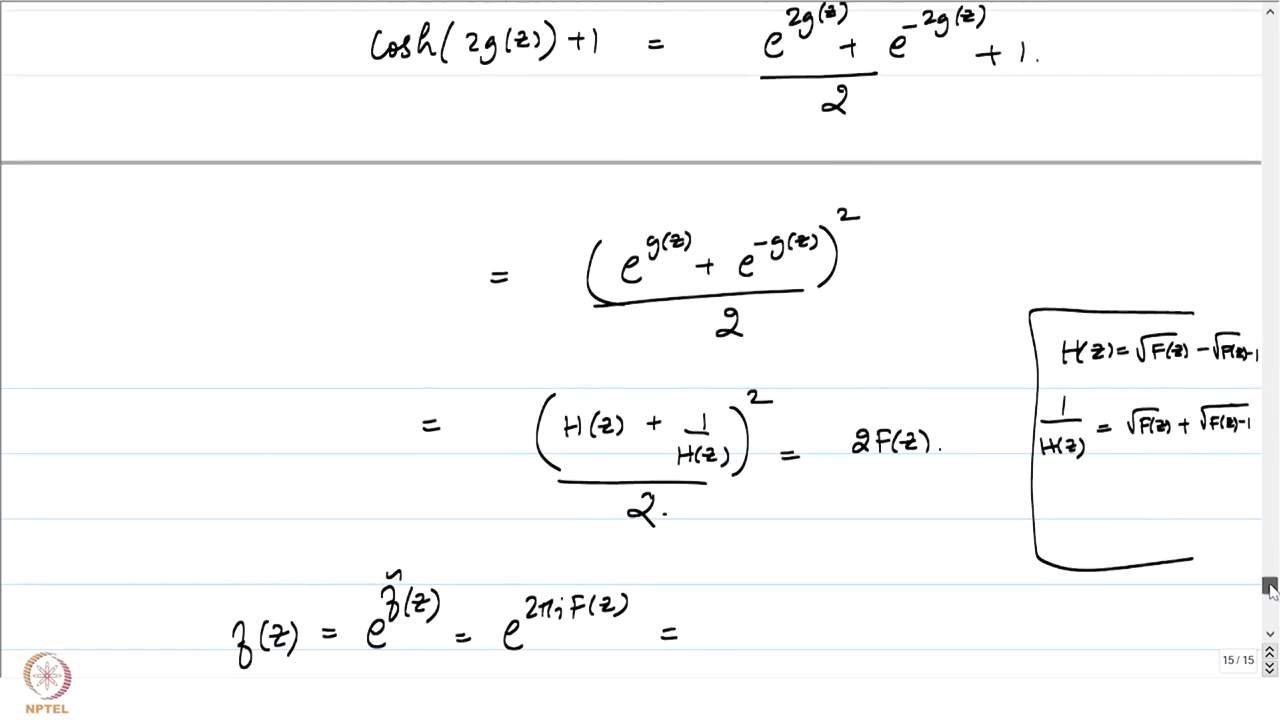 cosh(2g(z)) + 1 = (e^{2g(z)} + e^{-2g(z)})/2 + 1.
= (e^{g(z)} + e^{-g(z)})^2 / 2
H(z) = √F(z) - √F(z)-1
1/H(z) = √F(z) + √F(z)-1
= (H(z) + 1/H(z))^2 / 2. = 2F(z).
f(z) = e^{f̃(z)} = e^{2πi F(z)} =
15 / 15
NPTEL